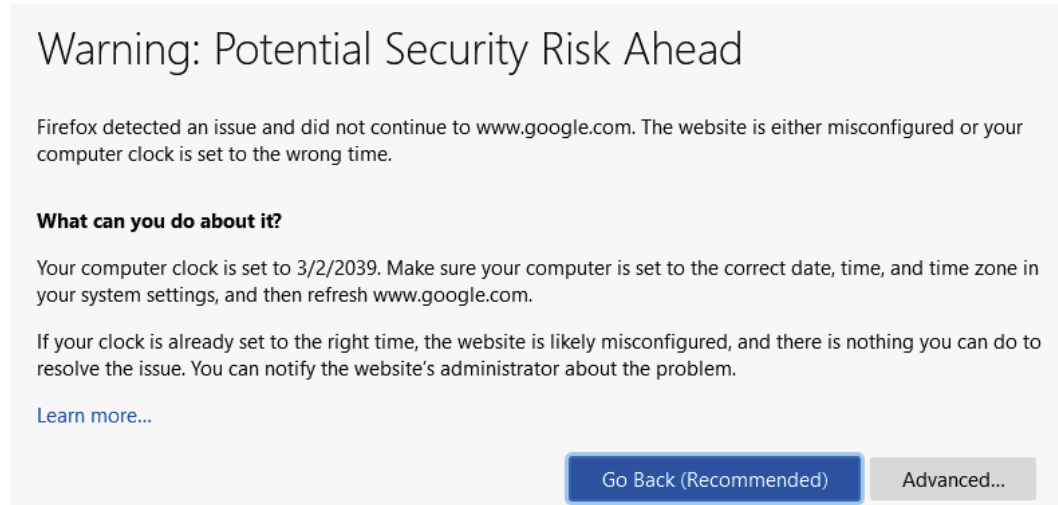 Warning: Potential Security Risk Ahead
Firefox detected an issue and did not continue to www.google.com. The website is either misconfigured or your
computer clock is set to the wrong time.
What can you do about it?
Your computer clock is set to 3/2/2039. Make sure your computer is set to the correct date, time, and time zone in
your system settings, and then refresh www.google.com.
If your clock is already set to the right time, the website is likely misconfigured, and there is nothing you can do to
resolve the issue. You can notify the website’s administrator about the problem.
Learn more...
Go Back (Recommended)
Advanced...